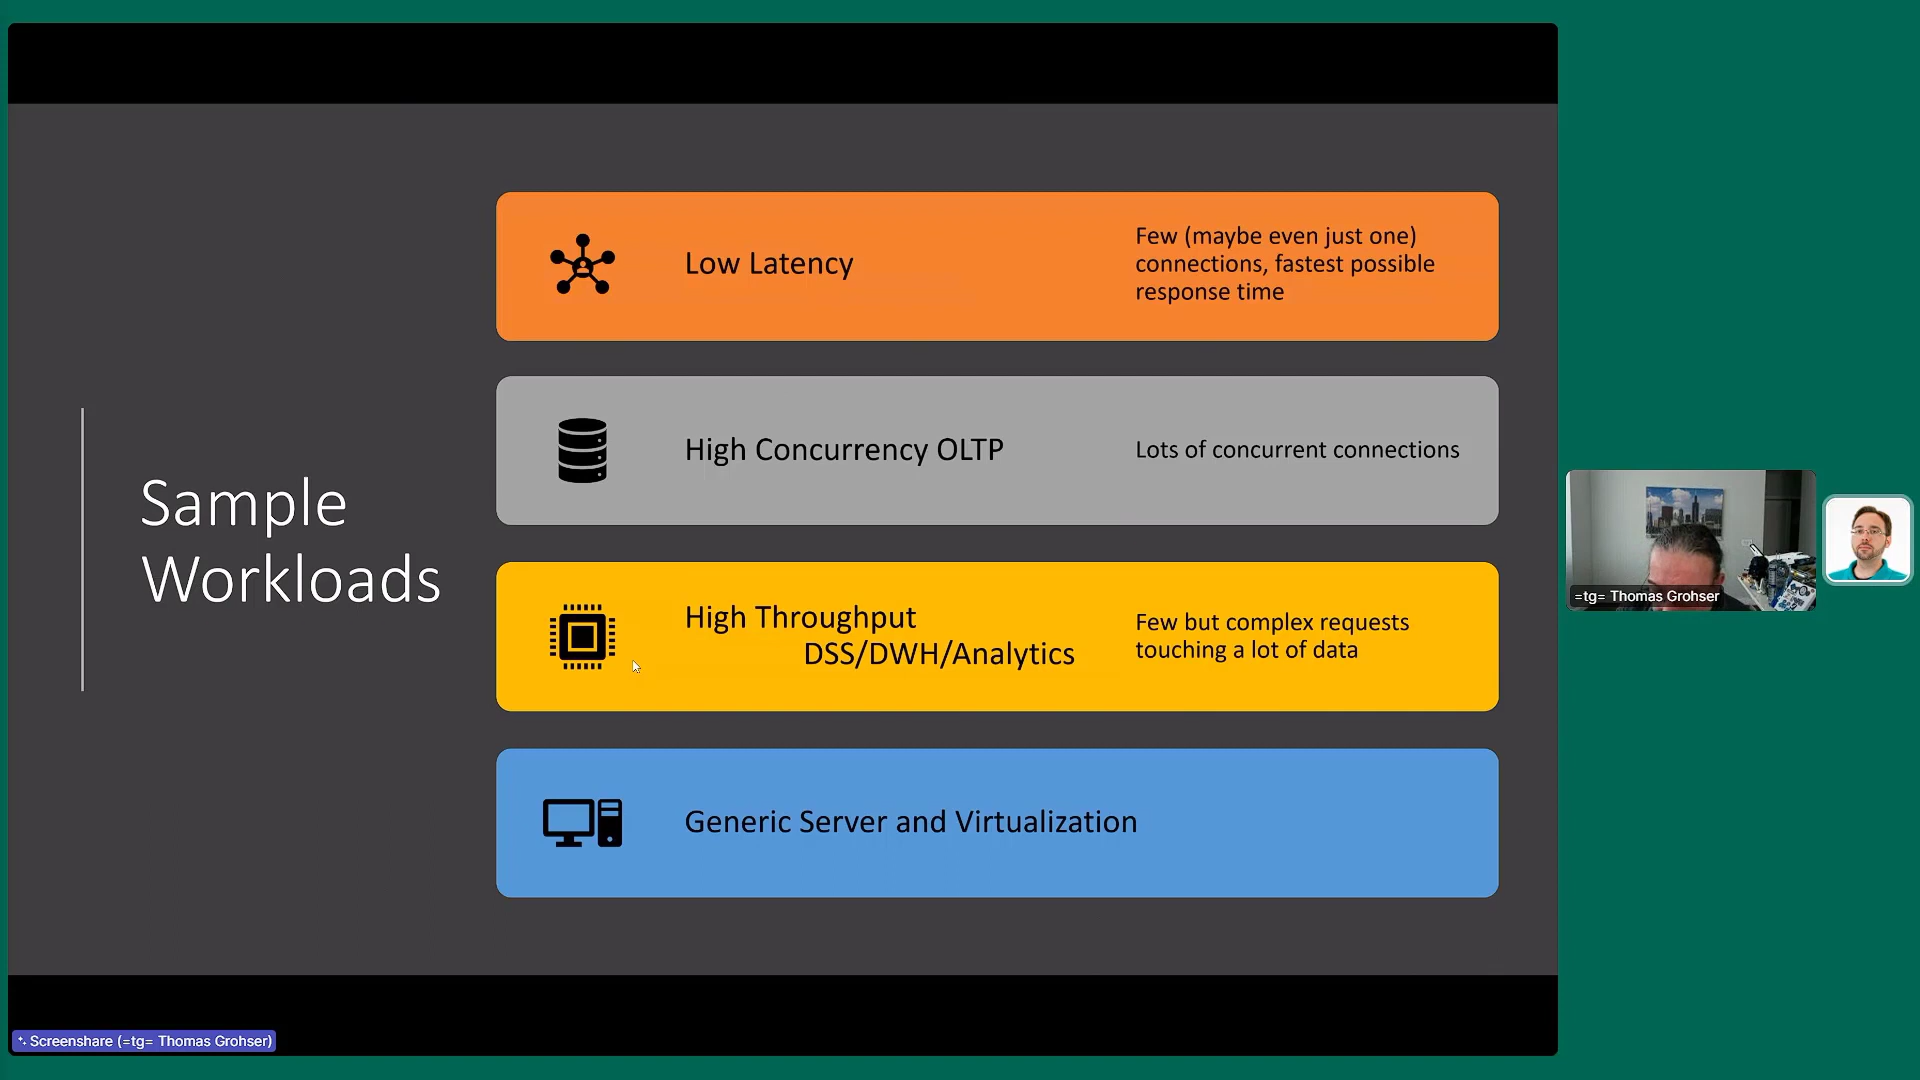 Sample
Workloads
Low Latency
Few (maybe even just one)
connections, fastest possible
response time
High Concurrency OLTP
Lots of concurrent connections
High Throughput
DSS/DWH/Analytics
Few but complex requests
touching a lot of data
Generic Server and Virtualization
=tg= Thomas Grohser
Screenshare (=tg= Thomas Grohser)